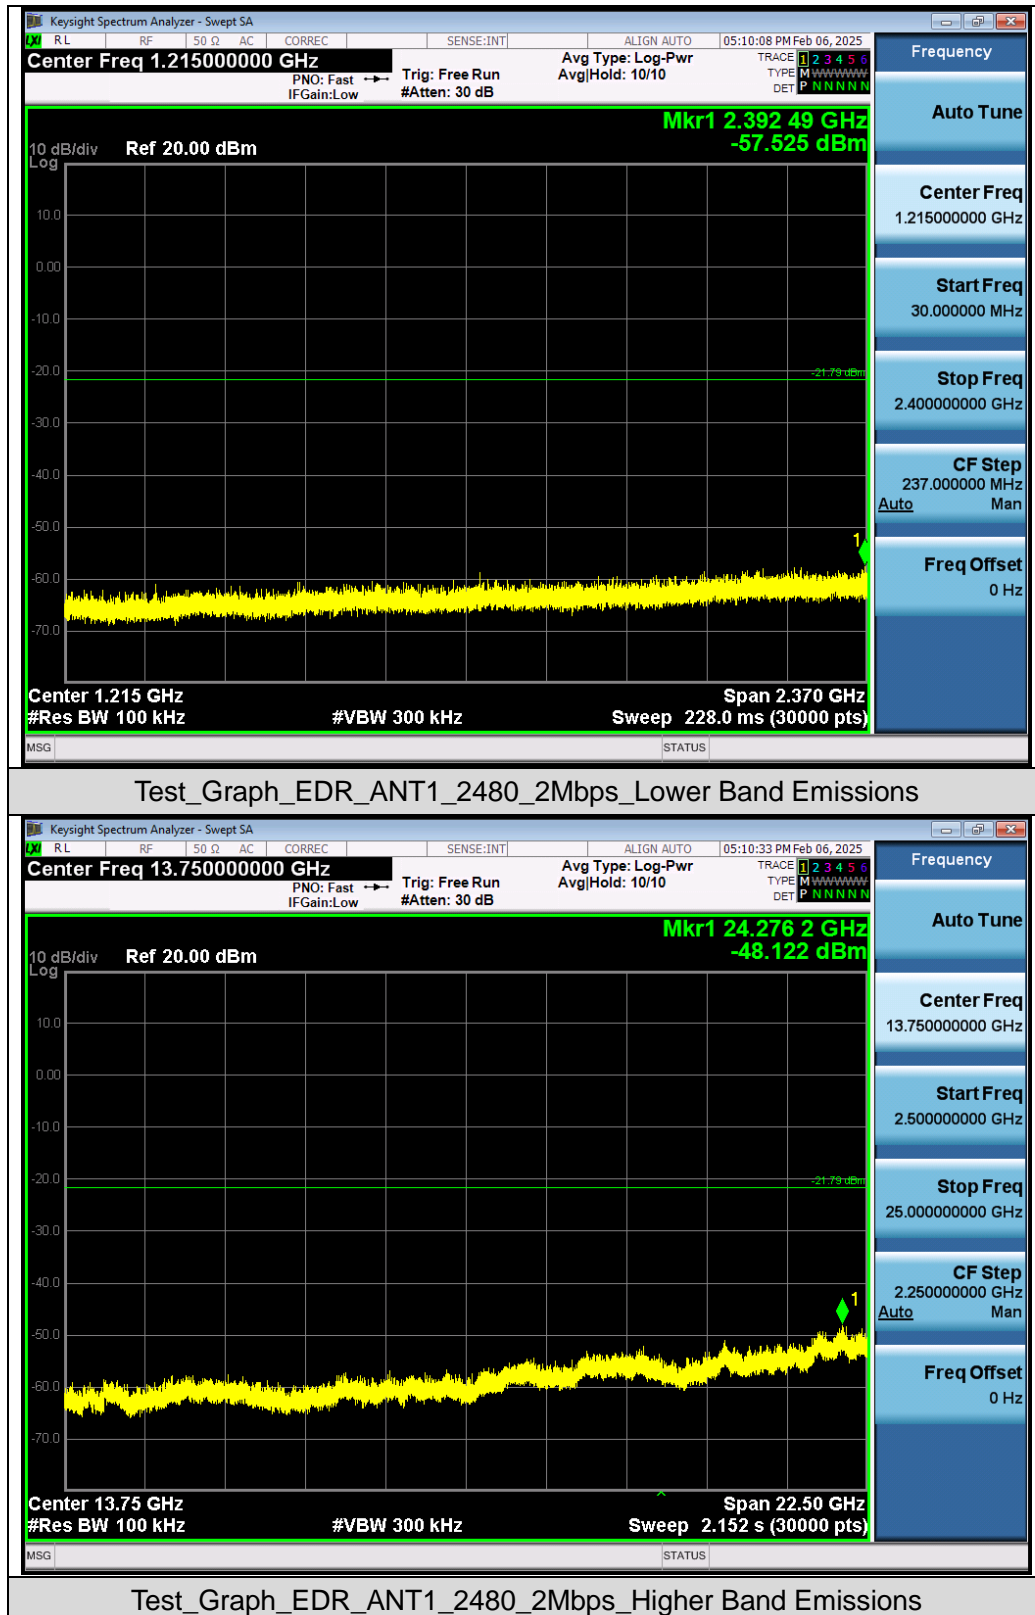 Keysight Spectrum Analyzer - Swept SA
LXI RL RF 50 Ω AC CORREC SENSE:INT ALIGN AUTO 05:10:08 PM Feb 06, 2025
Center Freq 1.215000000 GHz
PNO: Fast Trig: Free Run Avg Type: Log-Pwr TRACE 1 2 3 4 5 6
IFGain:Low #Atten: 30 dB Avg|Hold: 10/10 TYPE M WWWWW
DET P N N N N N
Frequency
Auto Tune
Center Freq
1.215000000 GHz
Start Freq
30.000000 MHz
Stop Freq
2.400000000 GHz
CF Step
237.000000 MHz
Auto Man
Freq Offset
0 Hz
Mkr1 2.392 49 GHz
-57.525 dBm
10 dB/div Ref 20.00 dBm
Log
10.0
0.00
-10.0
-20.0
-21.79 dBm
-30.0
-40.0
-50.0
1
-60.0
-70.0
Center 1.215 GHz Span 2.370 GHz
#Res BW 100 kHz #VBW 300 kHz Sweep 228.0 ms (30000 pts)
MSG STATUS
Test_Graph_EDR_ANT1_2480_2Mbps_Lower Band Emissions
Keysight Spectrum Analyzer - Swept SA
LXI RL RF 50 Ω AC CORREC SENSE:INT ALIGN AUTO 05:10:33 PM Feb 06, 2025
Center Freq 13.750000000 GHz
PNO: Fast Trig: Free Run Avg Type: Log-Pwr TRACE 1 2 3 4 5 6
IFGain:Low #Atten: 30 dB Avg|Hold: 10/10 TYPE M WWWWW
DET P N N N N N
Frequency
Auto Tune
Center Freq
13.750000000 GHz
Start Freq
2.500000000 GHz
Stop Freq
25.000000000 GHz
CF Step
2.250000000 GHz
Auto Man
Freq Offset
0 Hz
Mkr1 24.276 2 GHz
-48.122 dBm
10 dB/div Ref 20.00 dBm
Log
10.0
0.00
-10.0
-20.0
-21.79 dBm
-30.0
-40.0
1
-50.0
-60.0
-70.0
Center 13.75 GHz Span 22.50 GHz
#Res BW 100 kHz #VBW 300 kHz Sweep 2.152 s (30000 pts)
MSG STATUS
Test_Graph_EDR_ANT1_2480_2Mbps_Higher Band Emissions